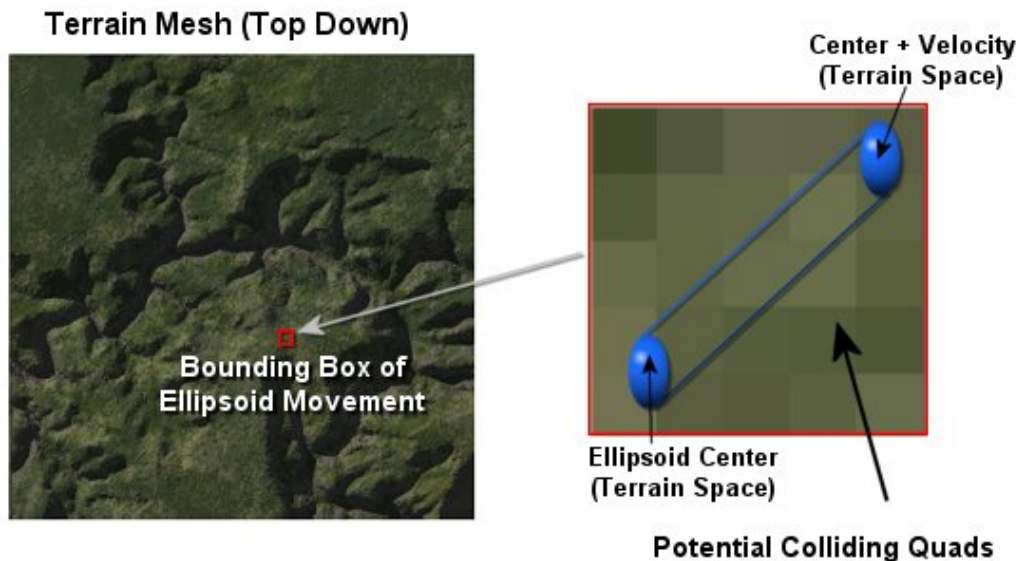 Terrain Mesh (Top Down)
Center + Velocity
(Terrain Space)
Bounding Box of
Ellipsoid Movement
Ellipsoid Center
(Terrain Space)
Potential Colliding Quads